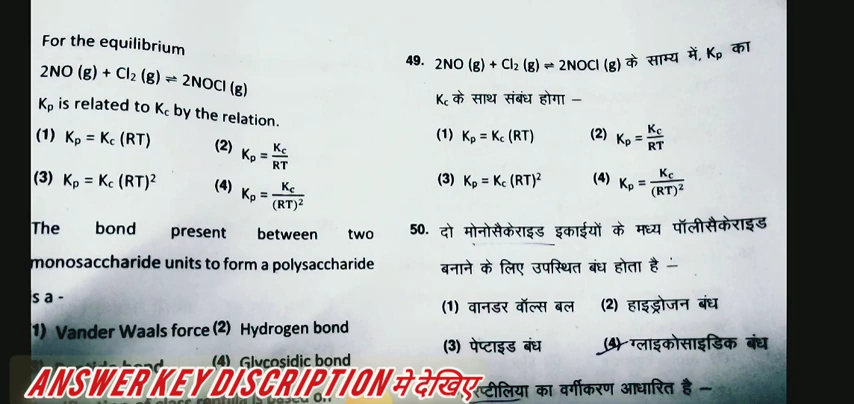 For the equilibrium
2NO (g) + Cl₂ (g) ⇌ 2NOCl (g)
Kₚ is related to K꜀ by the relation.
(1) Kₚ = K꜀ (RT) (2) Kₚ = K꜀/RT
(3) Kₚ = K꜀ (RT)² (4) Kₚ = K꜀/(RT)²
The bond present between two
monosaccharide units to form a polysaccharide
s a -
1) Vander Waals force (2) Hydrogen bond
bond (4) Glycosidic bond
49. 2NO (g) + Cl₂ (g) ⇌ 2NOCl (g) के साम्य में, Kₚ का
K꜀ के साथ संबंध होगा –
(1) Kₚ = K꜀ (RT) (2) Kₚ = K꜀/RT
(3) Kₚ = K꜀ (RT)² (4) Kₚ = K꜀/(RT)²
50. दो मोनोसैकेराइड इकाईयों के मध्य पॉलीसैकेराइड
बनाने के लिए उपस्थित बंध होता है –
(1) वानडर वॉल्स बल (2) हाइड्रोजन बंध
(3) पेप्टाइड बंध (4) ग्लाइकोसाइडिक बंध
का वर्गीकरण आधारित है –
ANSWER KEY DISCRIPTION मे देखिए